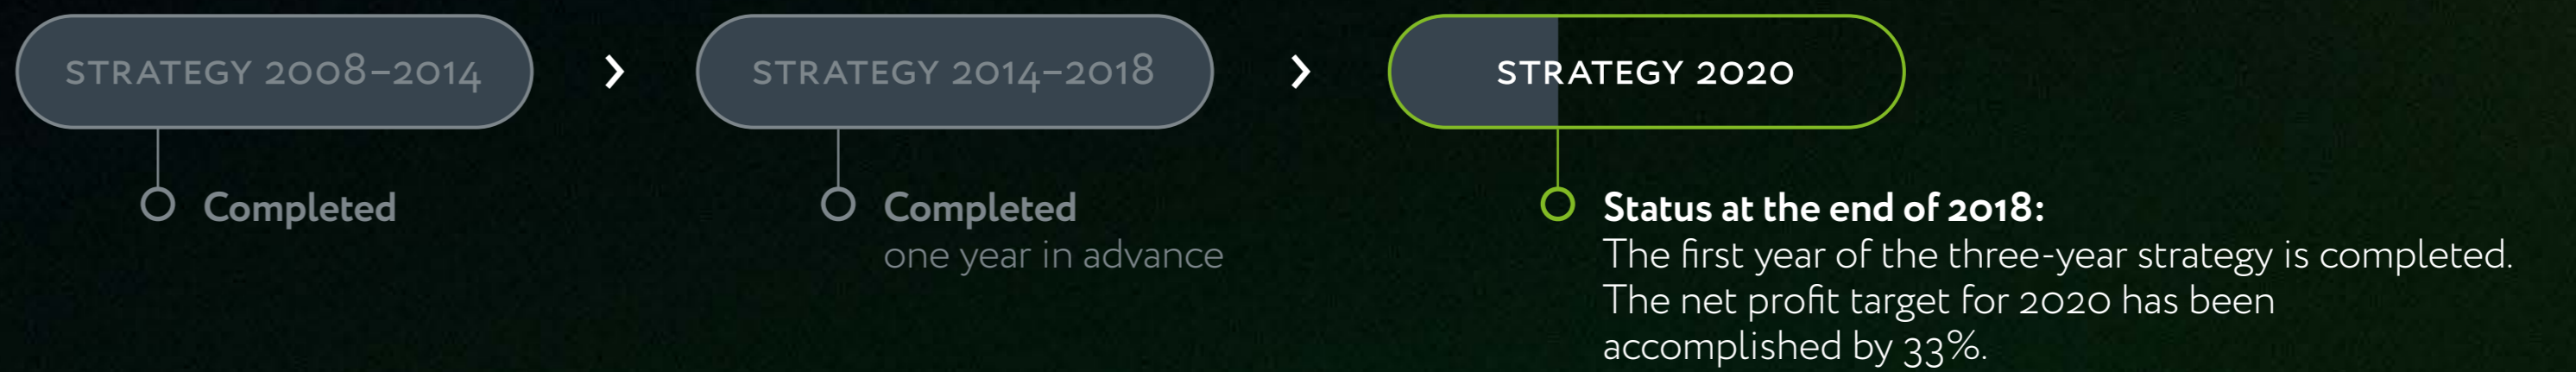 STRATEGY 2008–2014
STRATEGY 2014–2018
STRATEGY 2020
Completed
Completed
one year in advance
Status at the end of 2018:
The first year of the three-year strategy is completed.
The net profit target for 2020 has been
accomplished by 33%.